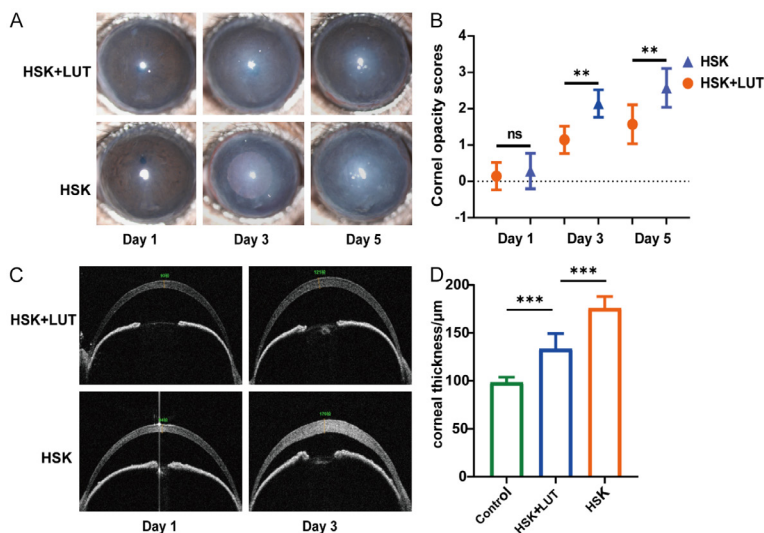 A
HSK+LUT
HSK
Day 1 Day 3 Day 5
B
Cornel opacity scores
4
3
2
1
0
-1
ns
**
**
Day 1 Day 3 Day 5
HSK
HSK+LUT
C
HSK+LUT
HSK
Day 1 Day 3
D
corneal thickness/μm
200
150
100
50
0
***
***
Control
HSK+LUT
HSK